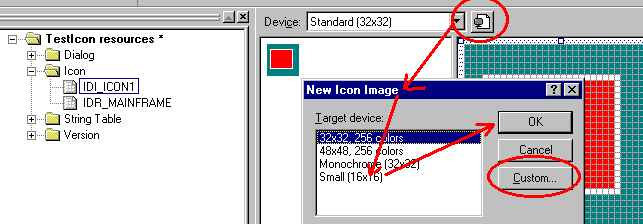 TestIcon resources *
Dialog
Icon
IDI_ICON1
IDR_MAINFRAME
String Table
Version
Device: Standard (32x32)
New Icon Image
Target device:
32x32, 256 colors
48x48, 256 colors
Monochrome (32x32)
Small (16x16)
OK
Cancel
Custom...